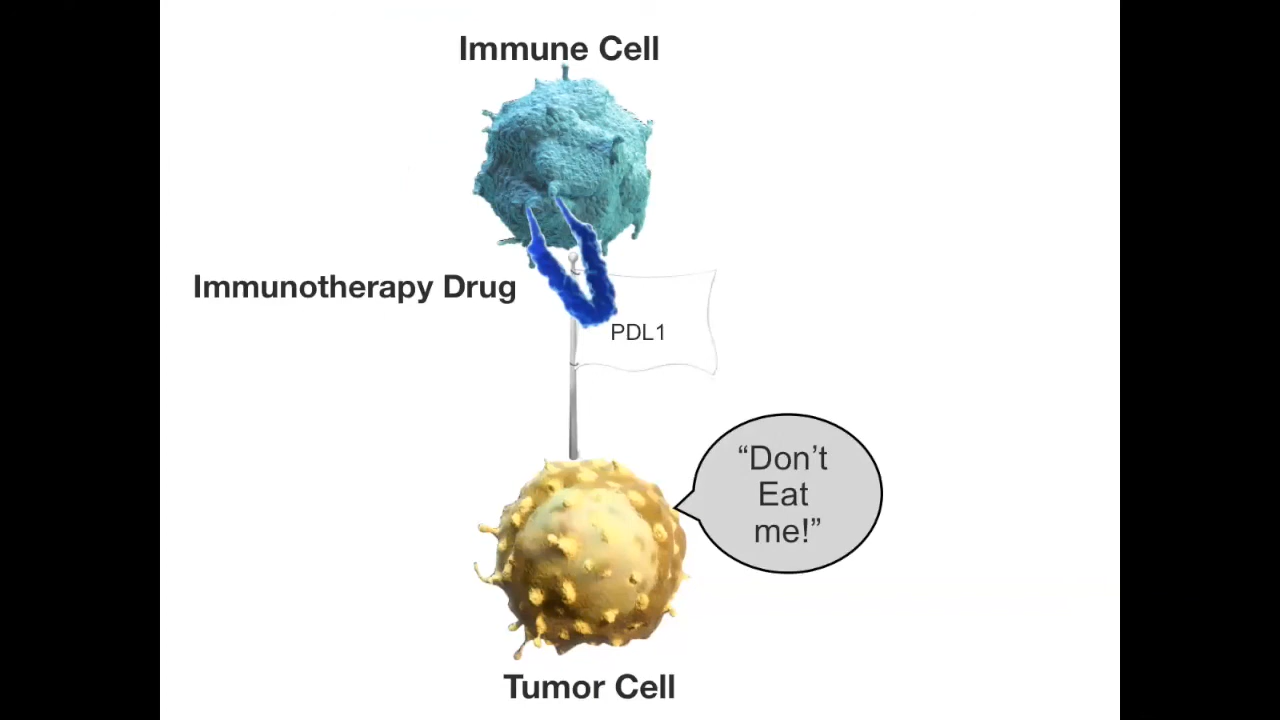 Immune Cell
Immunotherapy Drug
PDL1
“Don’t
Eat
me!”
Tumor Cell